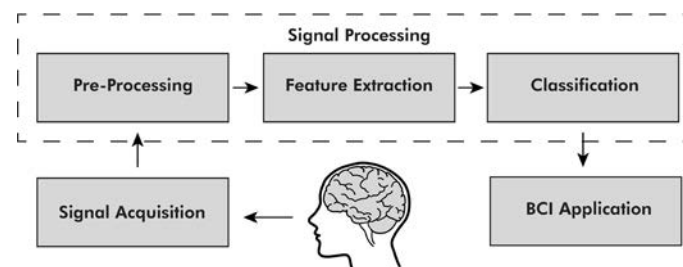 Signal Processing
Pre-Processing
Feature Extraction
Classification
Signal Acquisition
BCI Application